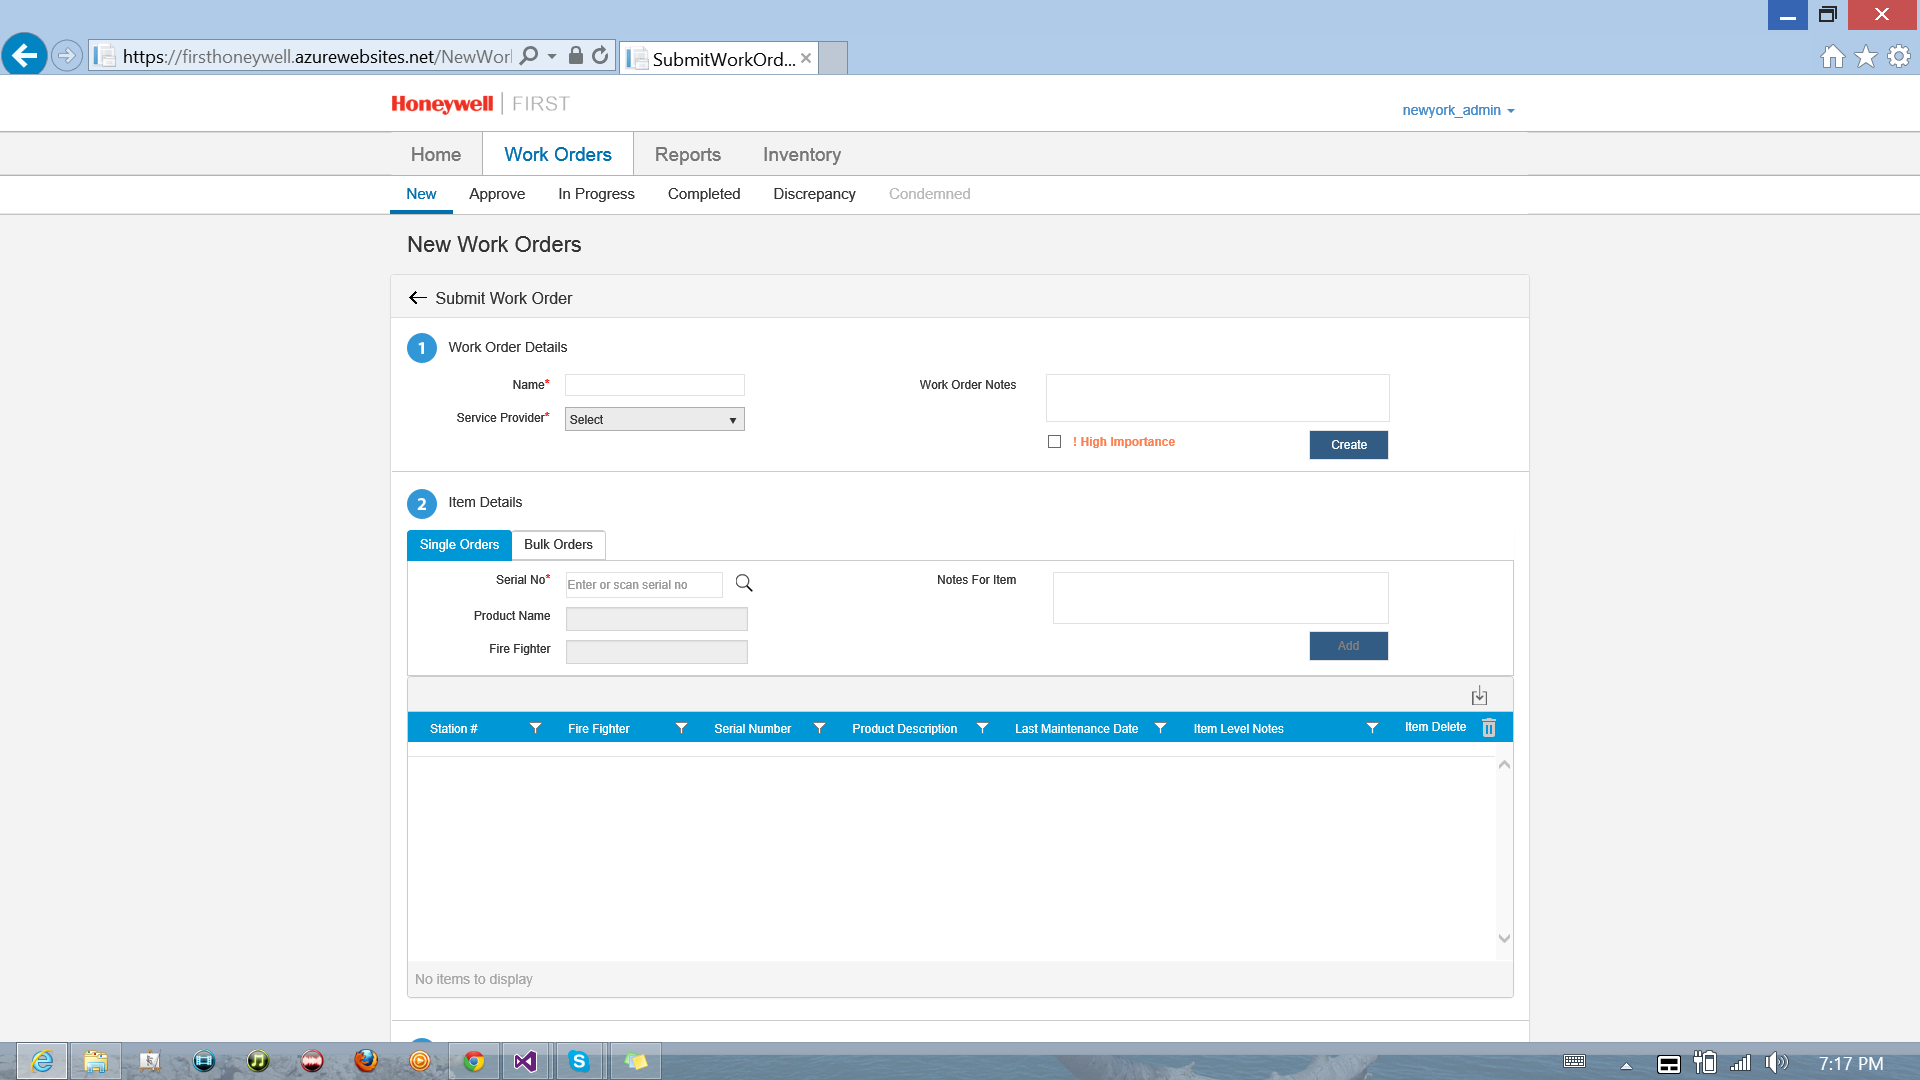 https://firsthoneywell.azurewebsites.net/NewWor
SubmitWorkOrd...
Honeywell FIRST
newyork_admin
Home Work Orders Reports Inventory
New Approve In Progress Completed Discrepancy Condemned
New Work Orders
Submit Work Order
1 Work Order Details
Name* Work Order Notes
Service Provider* Select
! High Importance Create
2 Item Details
Single Orders Bulk Orders
Serial No* Enter or scan serial no Notes For Item
Product Name
Fire Fighter Add
Station # Fire Fighter Serial Number Product Description Last Maintenance Date Item Level Notes Item Delete
No items to display
7:17 PM